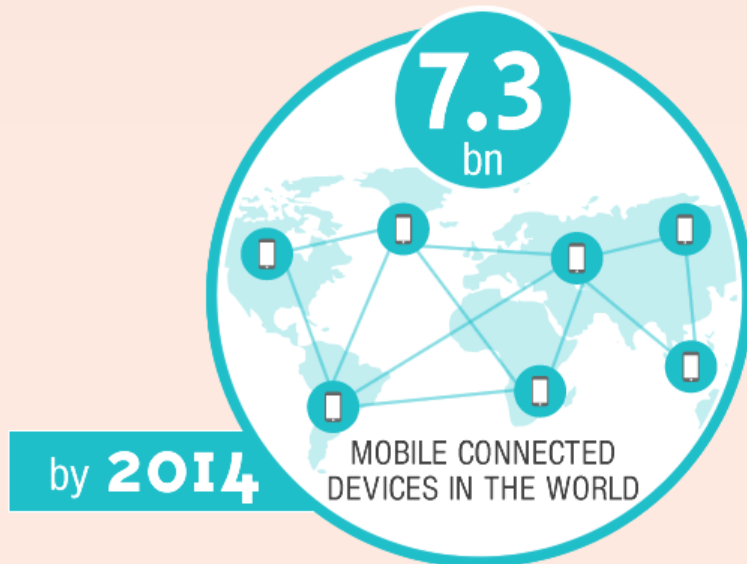 7.3
bn
by 2014
MOBILE CONNECTED
DEVICES IN THE WORLD